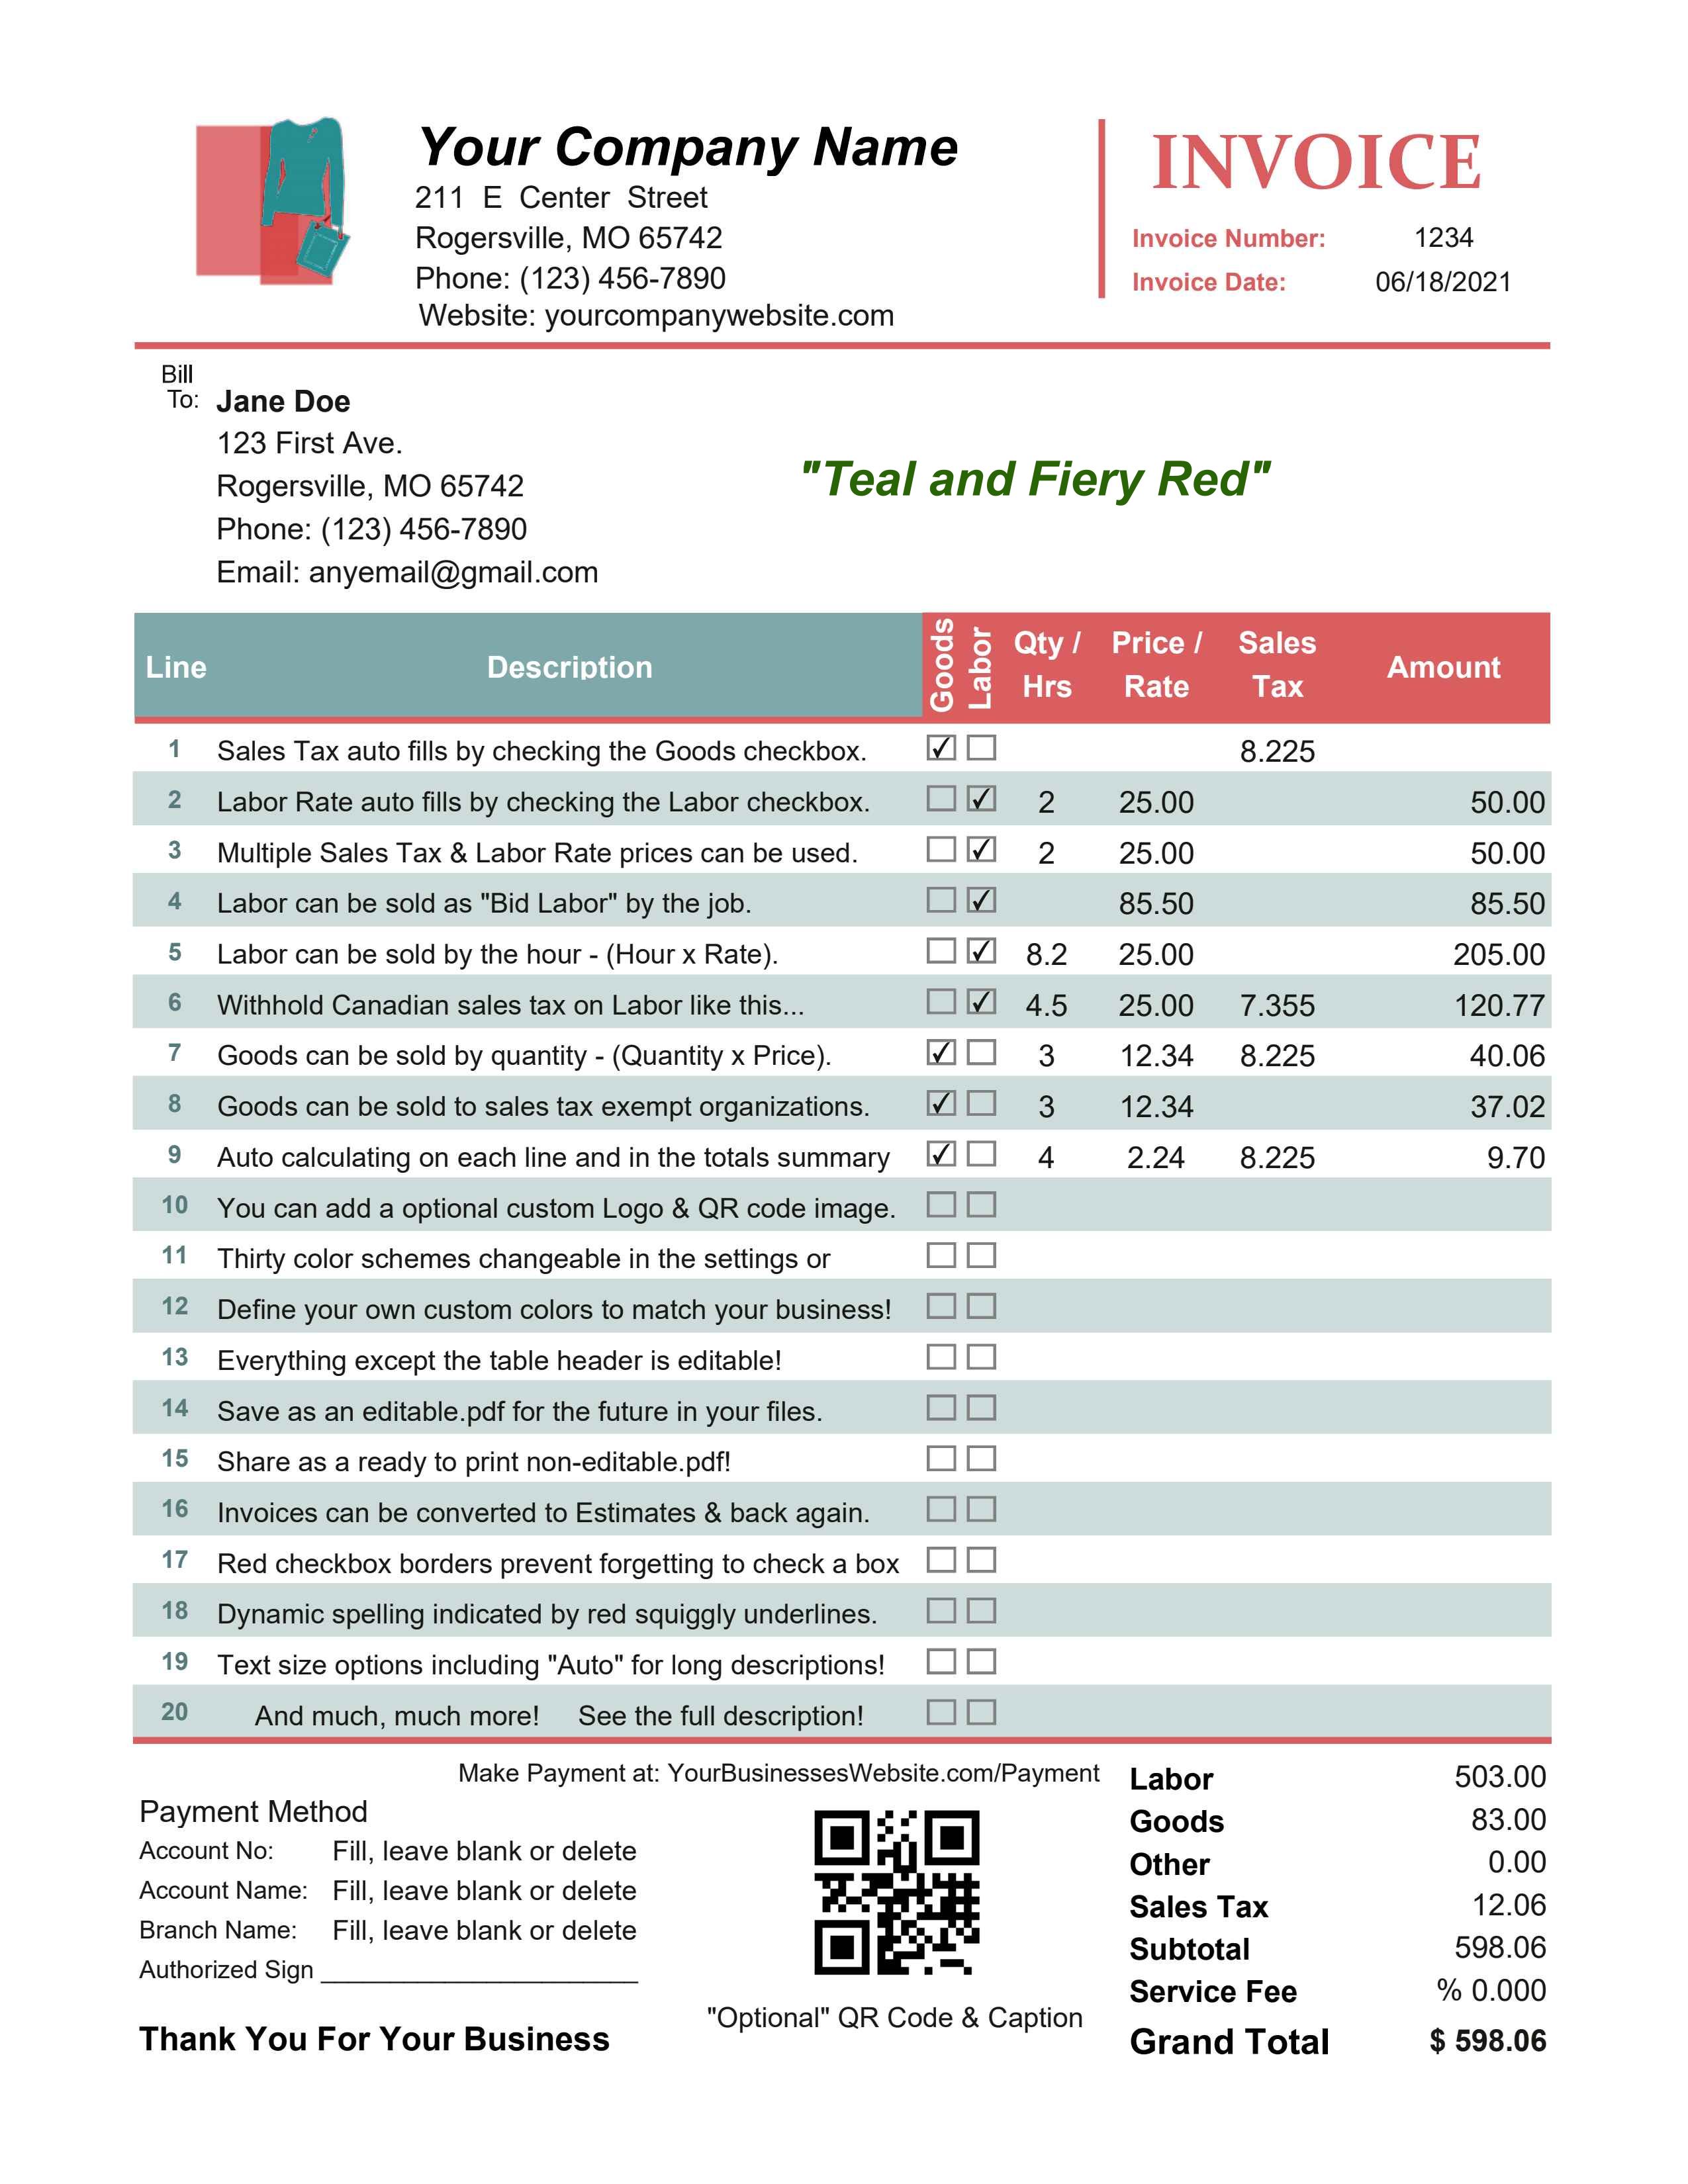 Your Company Name
211 E Center Street
Rogersville, MO 65742
Phone: (123) 456-7890
Website: yourcompanywebsite.com
INVOICE
Invoice Number: 1234
Invoice Date: 06/18/2021
Bill
To: Jane Doe
123 First Ave.
Rogersville, MO 65742
Phone: (123) 456-7890
Email: anyemail@gmail.com
"Teal and Fiery Red"
Line Description Goods Labor Qty / Hrs Price / Rate Sales Tax Amount
1 Sales Tax auto fills by checking the Goods checkbox. 8.225
2 Labor Rate auto fills by checking the Labor checkbox. 2 25.00 50.00
3 Multiple Sales Tax & Labor Rate prices can be used. 2 25.00 50.00
4 Labor can be sold as "Bid Labor" by the job. 85.50 85.50
5 Labor can be sold by the hour - (Hour x Rate). 8.2 25.00 205.00
6 Withhold Canadian sales tax on Labor like this... 4.5 25.00 7.355 120.77
7 Goods can be sold by quantity - (Quantity x Price). 3 12.34 8.225 40.06
8 Goods can be sold to sales tax exempt organizations. 3 12.34 37.02
9 Auto calculating on each line and in the totals summary 4 2.24 8.225 9.70
10 You can add a optional custom Logo & QR code image.
11 Thirty color schemes changeable in the settings or
12 Define your own custom colors to match your business!
13 Everything except the table header is editable!
14 Save as an editable.pdf for the future in your files.
15 Share as a ready to print non-editable.pdf!
16 Invoices can be converted to Estimates & back again.
17 Red checkbox borders prevent forgetting to check a box
18 Dynamic spelling indicated by red squiggly underlines.
19 Text size options including "Auto" for long descriptions!
20 And much, much more! See the full description!
Make Payment at: YourBusinessesWebsite.com/Payment
Payment Method
Account No: Fill, leave blank or delete
Account Name: Fill, leave blank or delete
Branch Name: Fill, leave blank or delete
Authorized Sign
Thank You For Your Business
"Optional" QR Code & Caption
Labor 503.00
Goods 83.00
Other 0.00
Sales Tax 12.06
Subtotal 598.06
Service Fee % 0.000
Grand Total $ 598.06